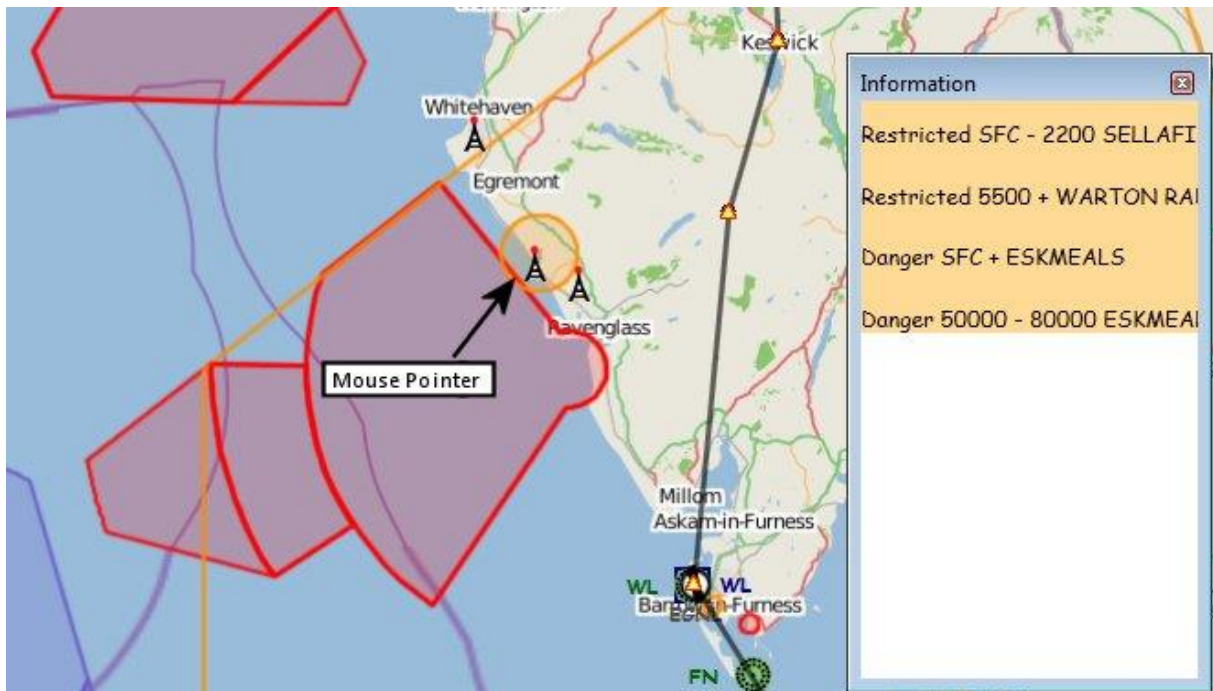 Keswick
Whitehaven
Egremont
Ravenglass
Mouse Pointer
Millom
Askam-in-Furness
WL
WL
EGNL
FN
Information
Restricted SFC - 2200 SELLAFI
Restricted 5500 + WARTON RA
Danger SFC + ESKMEALS
Danger 50000 - 80000 ESKMEA